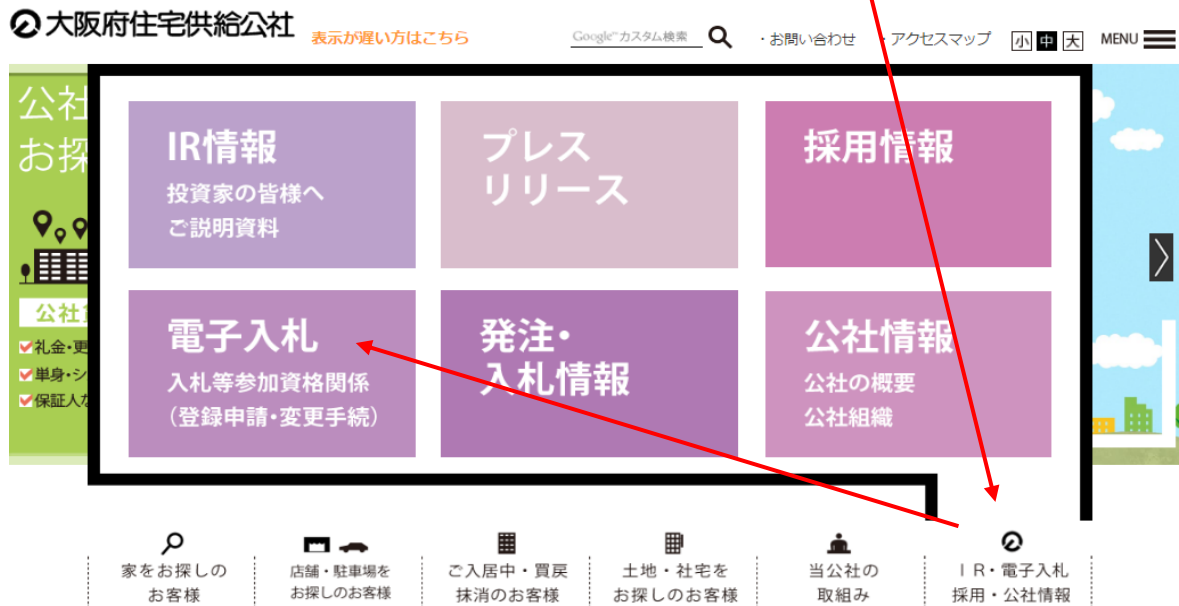 大阪府住宅供給公社
表示が遅い方はこちら
Google カスタム検索
・お問い合わせ
・アクセスマップ
小 中 大
MENU
公社
お探
公社
✓礼金・更
✓単身・シ
✓保証人な
IR情報
投資家の皆様へ
ご説明資料
プレス
リリース
採用情報
電子入札
入札等参加資格関係
(登録申請・変更手続)
発注・
入札情報
公社情報
公社の概要
公社組織
家をお探しの
お客様
店舗・駐車場を
お探しのお客様
ご入居中・買戻
抹消のお客様
土地・社宅を
お探しのお客様
当公社の
取組み
IR・電子入札
採用・公社情報